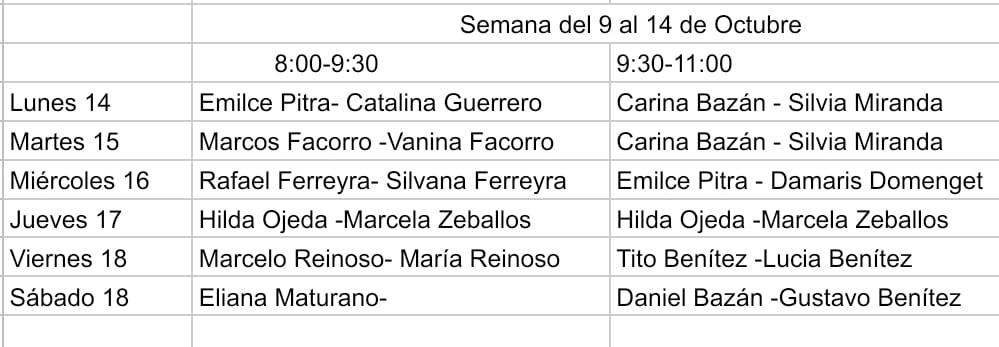 Semana del 9 al 14 de Octubre
8:00-9:30 9:30-11:00
Lunes 14 Emilce Pitra- Catalina Guerrero Carina Bazán - Silvia Miranda
Martes 15 Marcos Facorro -Vanina Facorro Carina Bazán - Silvia Miranda
Miércoles 16 Rafael Ferreyra- Silvana Ferreyra Emilce Pitra - Damaris Domenget
Jueves 17 Hilda Ojeda -Marcela Zeballos Hilda Ojeda -Marcela Zeballos
Viernes 18 Marcelo Reinoso- María Reinoso Tito Benítez -Lucia Benítez
Sábado 18 Eliana Maturano- Daniel Bazán -Gustavo Benítez